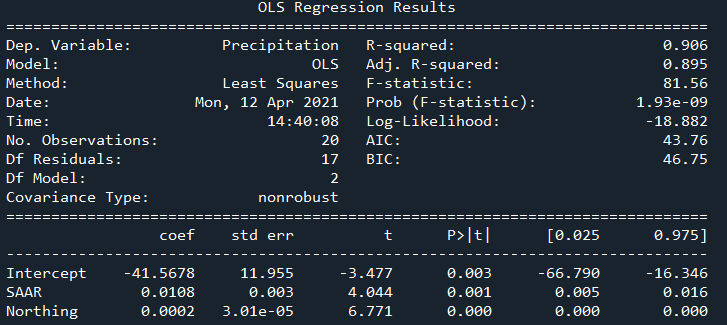 OLS Regression Results
==============================================================================
Dep. Variable:          Precipitation   R-squared:                       0.906
Model:                            OLS   Adj. R-squared:                  0.895
Method:                 Least Squares   F-statistic:                     81.56
Date:                Mon, 12 Apr 2021   Prob (F-statistic):           1.93e-09
Time:                        14:40:08   Log-Likelihood:                -18.882
No. Observations:                  20   AIC:                             43.76
Df Residuals:                      17   BIC:                             46.75
Df Model:                           2
Covariance Type:            nonrobust
==============================================================================
                 coef    std err          t      P>|t|      [0.025      0.975]
------------------------------------------------------------------------------
Intercept    -41.5678     11.955     -3.477      0.003     -66.790     -16.346
SAAR           0.0108      0.003      4.044      0.001       0.005       0.016
Northing       0.0002   3.01e-05      6.771      0.000       0.000       0.000